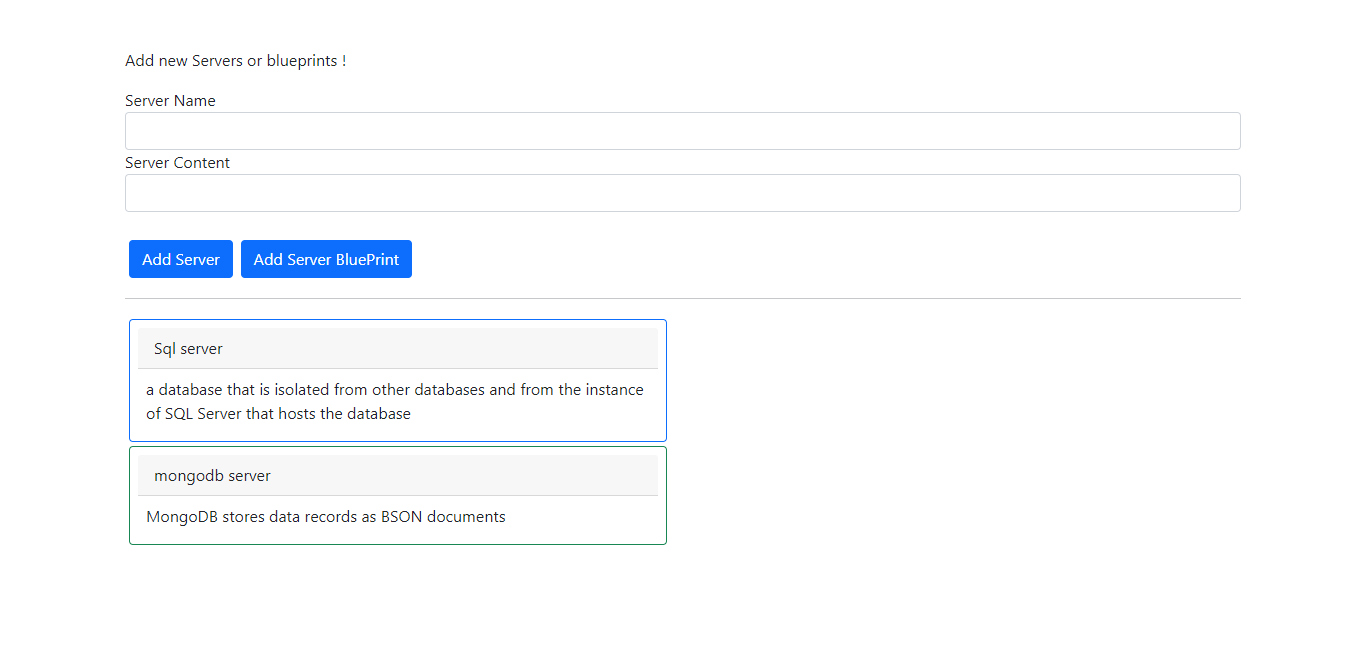 Add new Servers or blueprints !
Server Name
Server Content
Add Server
Add Server BluePrint
Sql server
a database that is isolated from other databases and from the instance
of SQL Server that hosts the database
mongodb server
MongoDB stores data records as BSON documents